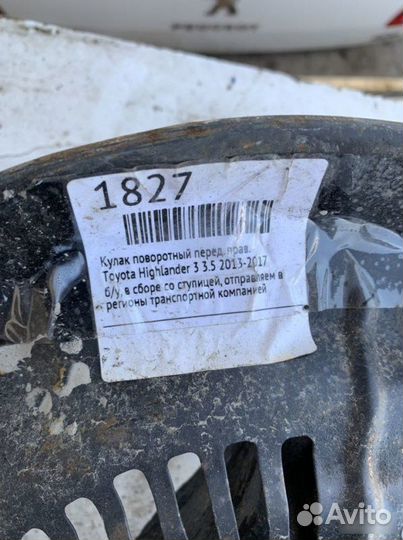 PEUGEOT
1827
Кулак поворотный перед. прав.
Toyota Highlander 3 3.5 2013-2017
б/у, в сборе со ступицей, отправляем в
регионы транспортной компанией
Avito